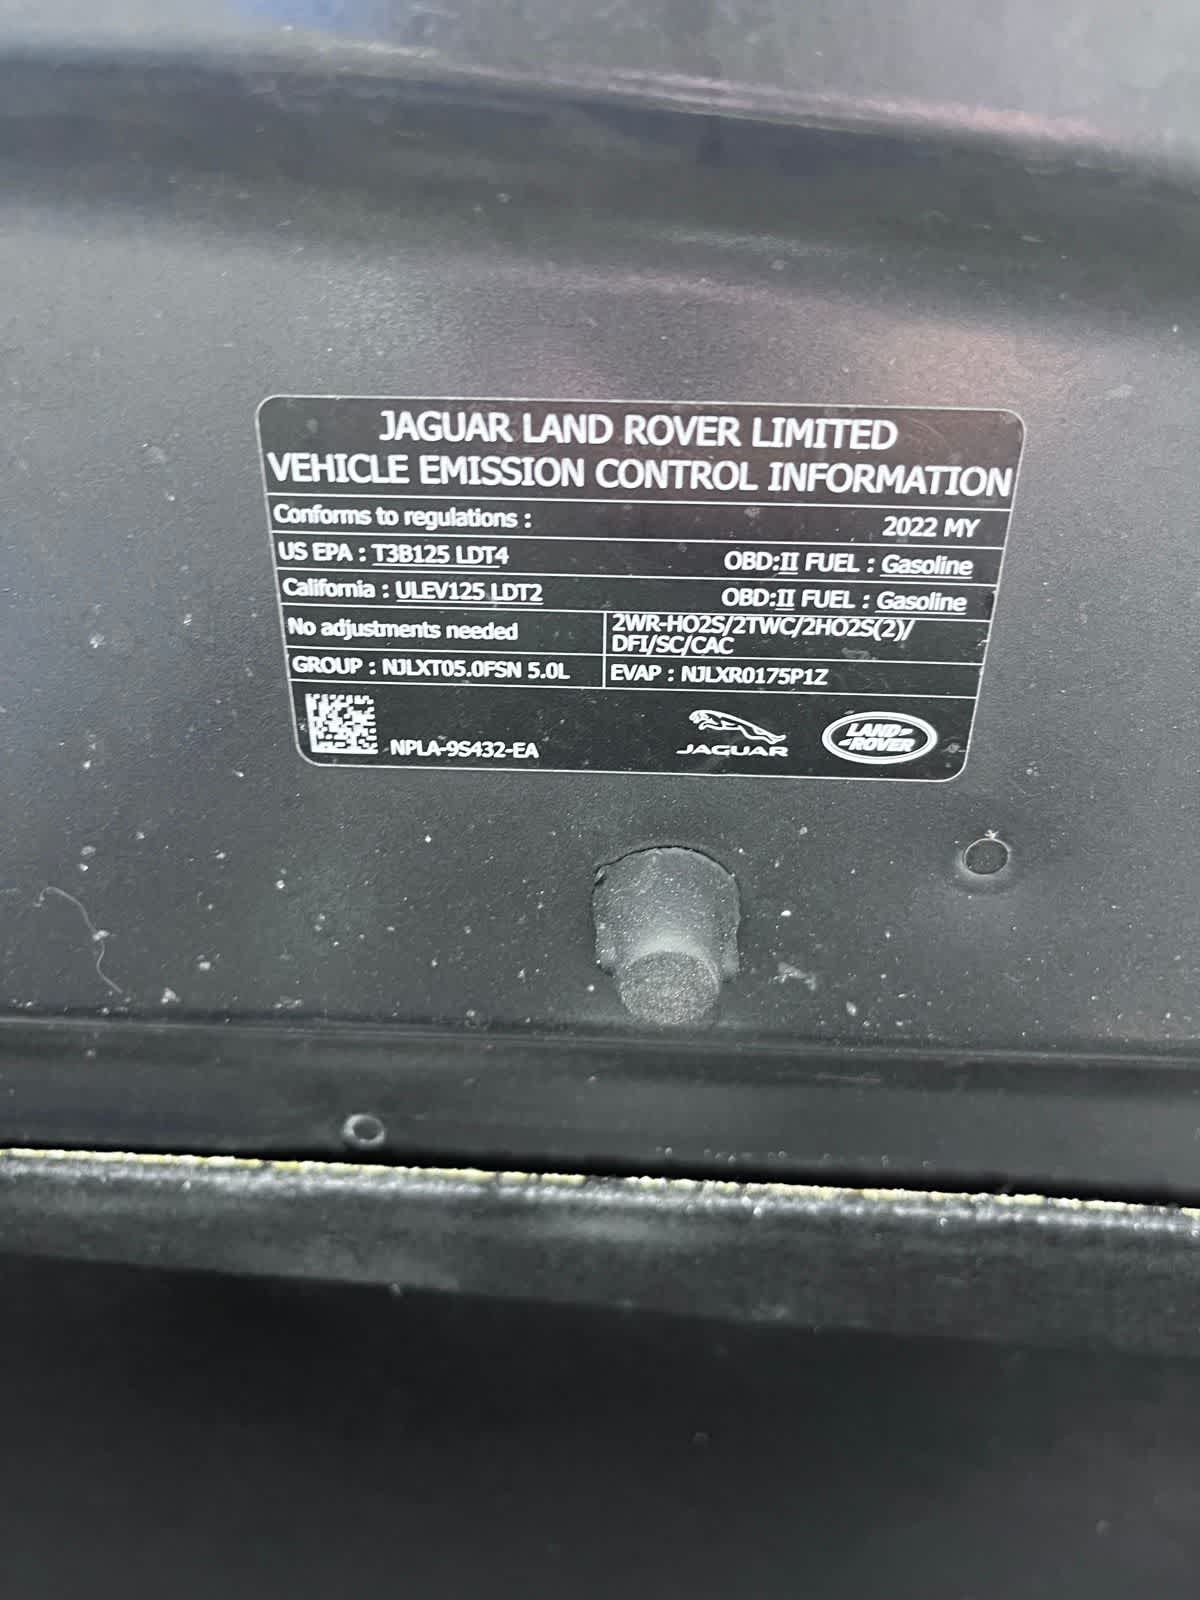 JAGUAR LAND ROVER LIMITED
VEHICLE EMISSION CONTROL INFORMATION
Conforms to regulations : 2022 MY
US EPA : T3B125 LDT4 OBD:II FUEL : Gasoline
California : ULEV125 LDT2 OBD:II FUEL : Gasoline
No adjustments needed
2WR-HO2S/2TWC/2HO2S(2)/
DFI/SC/CAC
GROUP : NJLXT05.0FSN 5.0L EVAP : NJLXR0175P1Z
NPLA-9S432-EA
JAGUAR
LAND-
-ROVER